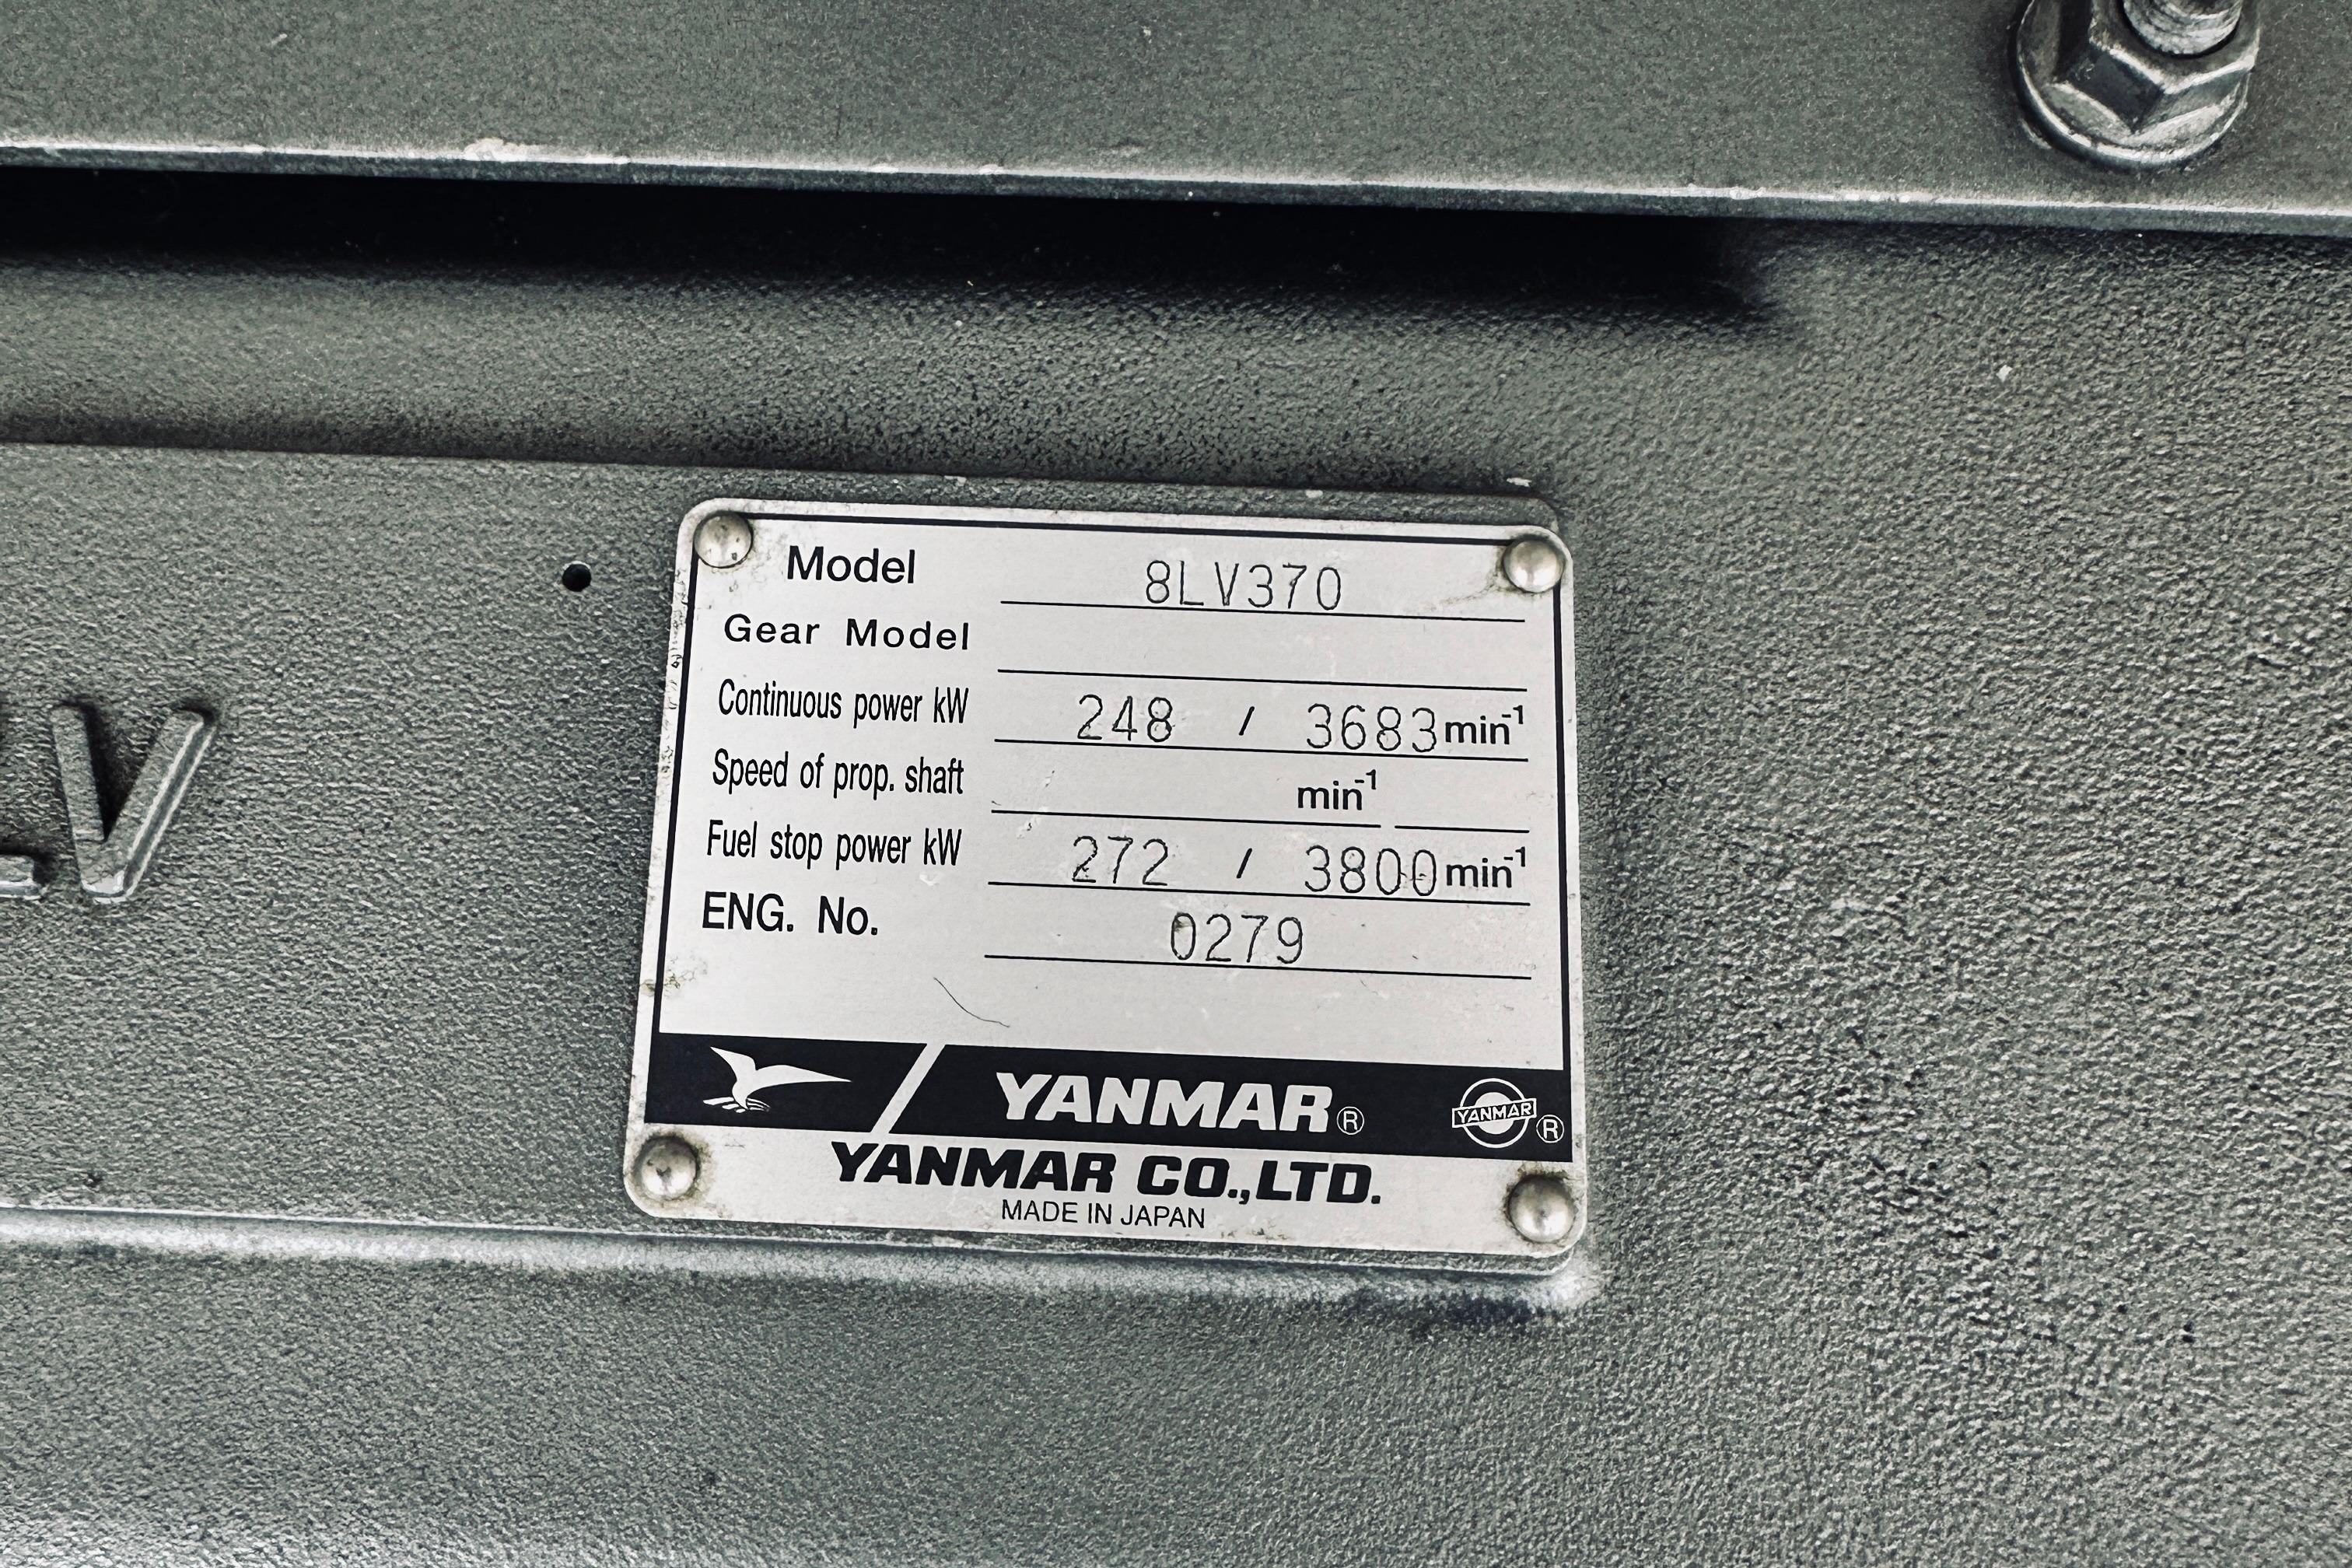 Model 8LV370
Gear Model
Continuous power kW 248 / 3683 min⁻¹
Speed of prop. shaft min⁻¹
Fuel stop power kW 272 / 3800 min⁻¹
ENG. No. 0279
YANMAR® YANMAR®
YANMAR CO.,LTD.
MADE IN JAPAN
V